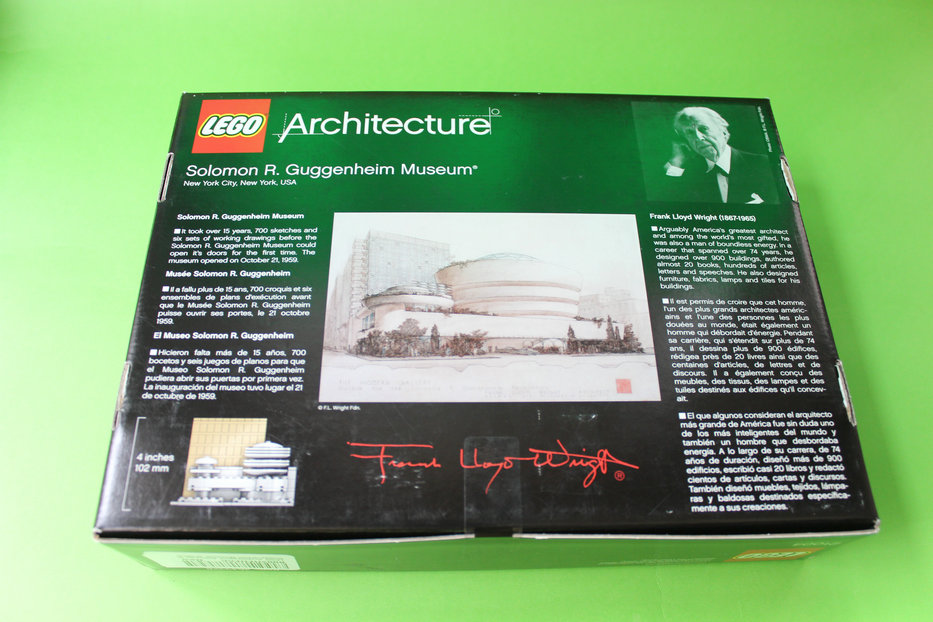 LEGO Architecture
Solomon R. Guggenheim Museum®
New York City, New York, USA
Solomon R. Guggenheim Museum
It took over 15 years, 700 sketches and
six sets of working drawings before the
Solomon R. Guggenheim Museum could
open it's doors for the first time. The
museum opened on October 21, 1959.
Musée Solomon R. Guggenheim
Il a fallu plus de 15 ans, 700 croquis et six
ensembles de plans d'exécution avant
que le Musée Solomon R. Guggenheim
puisse ouvrir ses portes, le 21 octobre
1959.
El Museo Solomon R. Guggenheim
Hicieron falta más de 15 años, 700
bocetos y seis juegos de planos para que
el Museo Solomon R. Guggenheim
pudiera abrir sus puertas por primera vez.
La inauguración del museo tuvo lugar el 21
de octubre de 1959.
4 inches
102 mm
© F.L. Wright Fdn.
Frank Lloyd Wright ®
Frank Lloyd Wright (1867-1965)
Arguably America's greatest architect
and among the world's most gifted, he
was also a man of boundless energy. In a
career that spanned over 74 years, he
designed over 900 buildings, authored
almost 20 books, hundreds of articles,
letters and speeches. He also designed
furniture, fabrics, lamps and tiles for his
buildings.
Il est permis de croire que cet homme,
l'un des plus grands architectes améric-
ains et l'une des personnes les plus
douées au monde, était également un
homme qui débordait d'énergie. Pendant
sa carrière, qui s'étendit sur plus de 74
ans, il dessina plus de 900 édifices,
rédigea près de 20 livres ainsi que des
centaines d'articles, de lettres et de
discours. Il a également conçu des
meubles, des tissus, des lampes et des
tuiles destinés aux édifices qu'il concev-
ait.
El que algunos consideran el arquitecto
más grande de América fue sin duda uno
de los más inteligentes del mundo y
también un hombre que desbordaba
energía. A lo largo de su carrera, de 74
años de duración, diseñó más de 900
edificios, escribió casi 20 libros y redactó
cientos de artículos, cartas y discursos.
También diseñó muebles, tejidos, lámpa-
ras y baldosas destinados específica-
mente a sus creaciones.
LEGO